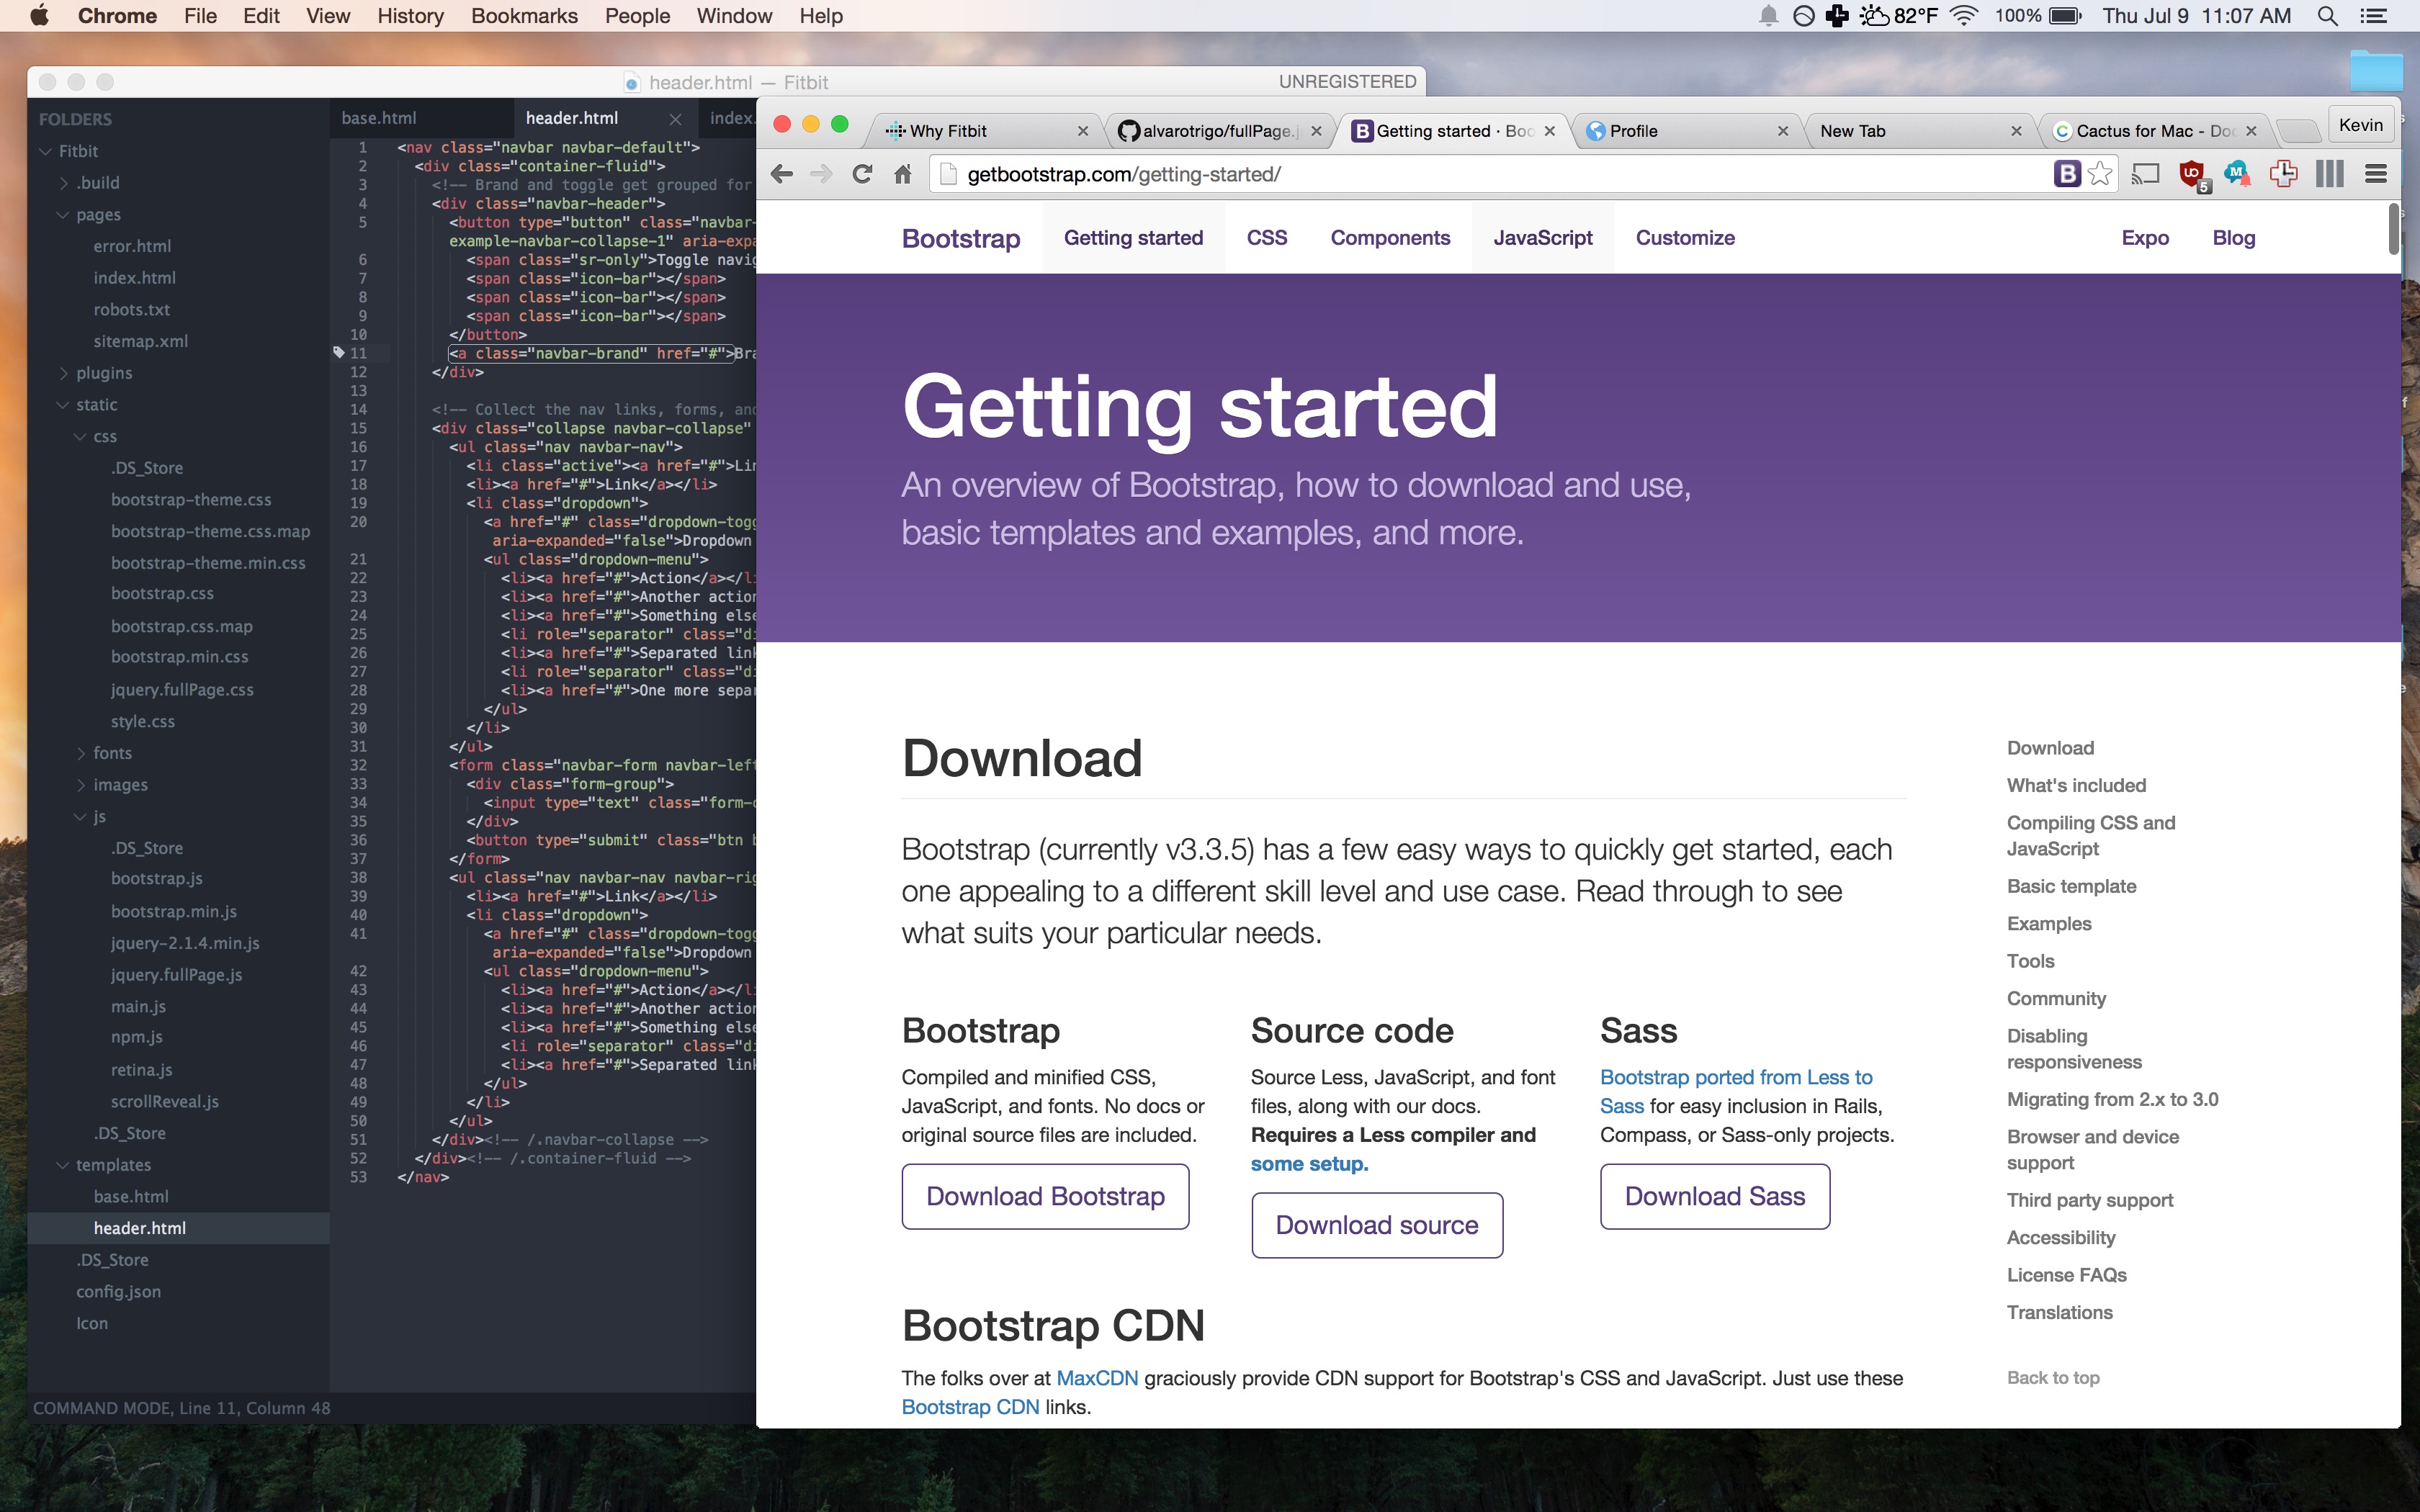 Chrome File Edit View History Bookmarks People Window Help
82°F 100% Thu Jul 9 11:07 AM
header.html — Fitbit UNREGISTERED
FOLDERS
Fitbit
.build
pages
error.html
index.html
robots.txt
sitemap.xml
plugins
static
css
.DS_Store
bootstrap-theme.css
bootstrap-theme.css.map
bootstrap-theme.min.css
bootstrap.css
bootstrap.css.map
bootstrap.min.css
jquery.fullPage.css
style.css
fonts
images
js
.DS_Store
bootstrap.js
bootstrap.min.js
jquery-2.1.4.min.js
jquery.fullPage.js
main.js
npm.js
retina.js
scrollReveal.js
.DS_Store
templates
base.html
header.html
.DS_Store
config.json
Icon
COMMAND MODE, Line 11, Column 48
base.html header.html index.
1 <nav class="navbar navbar-default">
2 <div class="container-fluid">
3 <!-- Brand and toggle get grouped for
4 <div class="navbar-header">
5 <button type="button" class="navbar-
example-navbar-collapse-1" aria-expa
6 <span class="sr-only">Toggle navig
7 <span class="icon-bar"></span>
8 <span class="icon-bar"></span>
9 <span class="icon-bar"></span>
10 </button>
11 <a class="navbar-brand" href="#">Bra
12 </div>
13
14 <!-- Collect the nav links, forms, and
15 <div class="collapse navbar-collapse"
16 <ul class="nav navbar-nav">
17 <li class="active"><a href="#">Lin
18 <li><a href="#">Link</a></li>
19 <li class="dropdown">
20 <a href="#" class="dropdown-togg
aria-expanded="false">Dropdown
21 <ul class="dropdown-menu">
22 <li><a href="#">Action</a></li
23 <li><a href="#">Another action
24 <li><a href="#">Something else
25 <li role="separator" class="di
26 <li><a href="#">Separated link
27 <li role="separator" class="di
28 <li><a href="#">One more separ
29 </ul>
30 </li>
31 </ul>
32 <form class="navbar-form navbar-left
33 <div class="form-group">
34 <input type="text" class="form-c
35 </div>
36 <button type="submit" class="btn b
37 </form>
38 <ul class="nav navbar-nav navbar-rig
39 <li><a href="#">Link</a></li>
40 <li class="dropdown">
41 <a href="#" class="dropdown-togg
aria-expanded="false">Dropdown
42 <ul class="dropdown-menu">
43 <li><a href="#">Action</a></li
44 <li><a href="#">Another action
45 <li><a href="#">Something else
46 <li role="separator" class="di
47 <li><a href="#">Separated link
48 </ul>
49 </li>
50 </ul>
51 </div><!-- /.navbar-collapse -->
52 </div><!-- /.container-fluid -->
53 </nav>
Why Fitbit alvarotrigo/fullPage.j Getting started · Boo Profile New Tab Cactus for Mac - Doc Kevin
getbootstrap.com/getting-started/ B 5
Bootstrap Getting started CSS Components JavaScript Customize Expo Blog
Getting started
An overview of Bootstrap, how to download and use,
basic templates and examples, and more.
Download
Bootstrap (currently v3.3.5) has a few easy ways to quickly get started, each
one appealing to a different skill level and use case. Read through to see
what suits your particular needs.
Bootstrap
Compiled and minified CSS,
JavaScript, and fonts. No docs or
original source files are included.
Download Bootstrap
Source code
Source Less, JavaScript, and font
files, along with our docs.
Requires a Less compiler and
some setup.
Download source
Sass
Bootstrap ported from Less to
Sass for easy inclusion in Rails,
Compass, or Sass-only projects.
Download Sass
Bootstrap CDN
The folks over at MaxCDN graciously provide CDN support for Bootstrap's CSS and JavaScript. Just use these
Bootstrap CDN links.
Download
What's included
Compiling CSS and
JavaScript
Basic template
Examples
Tools
Community
Disabling
responsiveness
Migrating from 2.x to 3.0
Browser and device
support
Third party support
Accessibility
License FAQs
Translations
Back to top